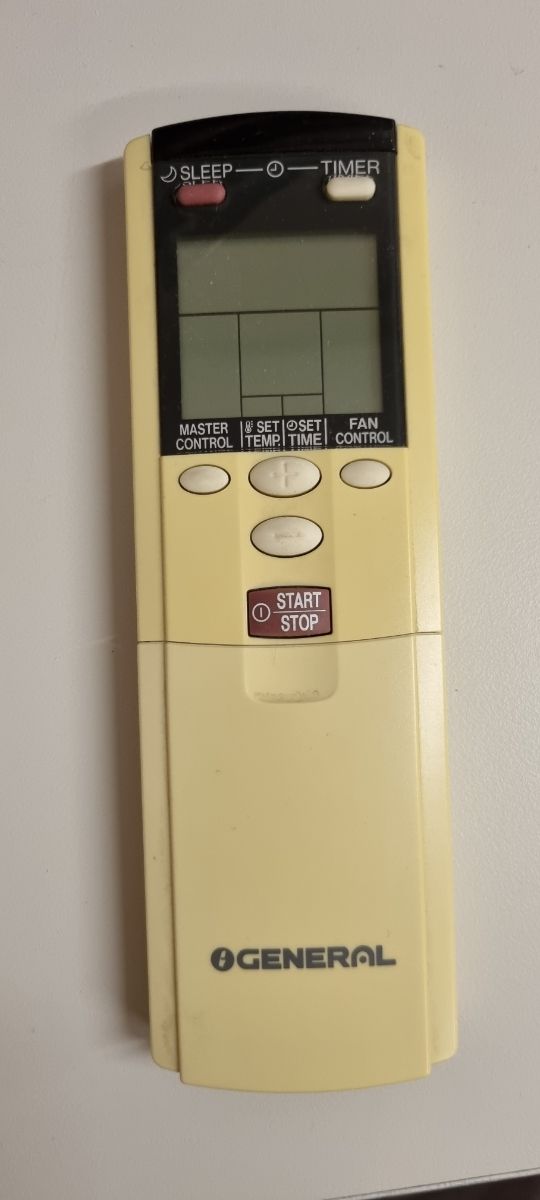 SLEEP TIMER
MASTER CONTROL
SET TEMP.
SET TIME
FAN CONTROL
START
STOP
GENERAL